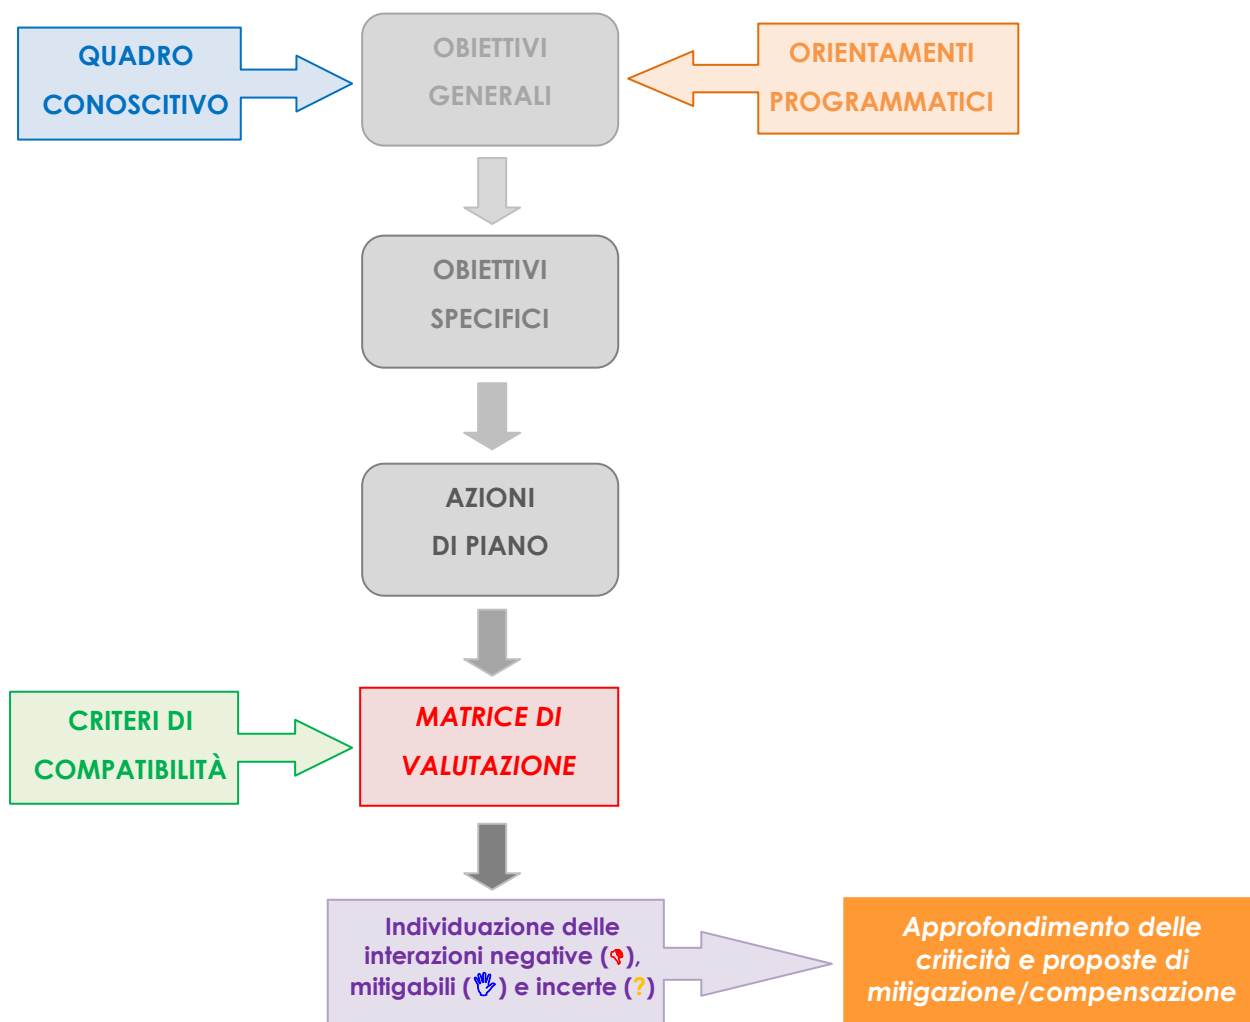 QUADRO
CONOSCITIVO
OBIETTIVI
GENERALI
ORIENTAMENTI
PROGRAMMATICI
OBIETTIVI
SPECIFICI
AZIONI
DI PIANO
CRITERI DI
COMPATIBILITÀ
MATRICE DI
VALUTAZIONE
Individuazione delle
interazioni negative (👎),
mitigabili (🖐) e incerte (?)
Approfondimento delle
criticità e proposte di
mitigazione/compensazione